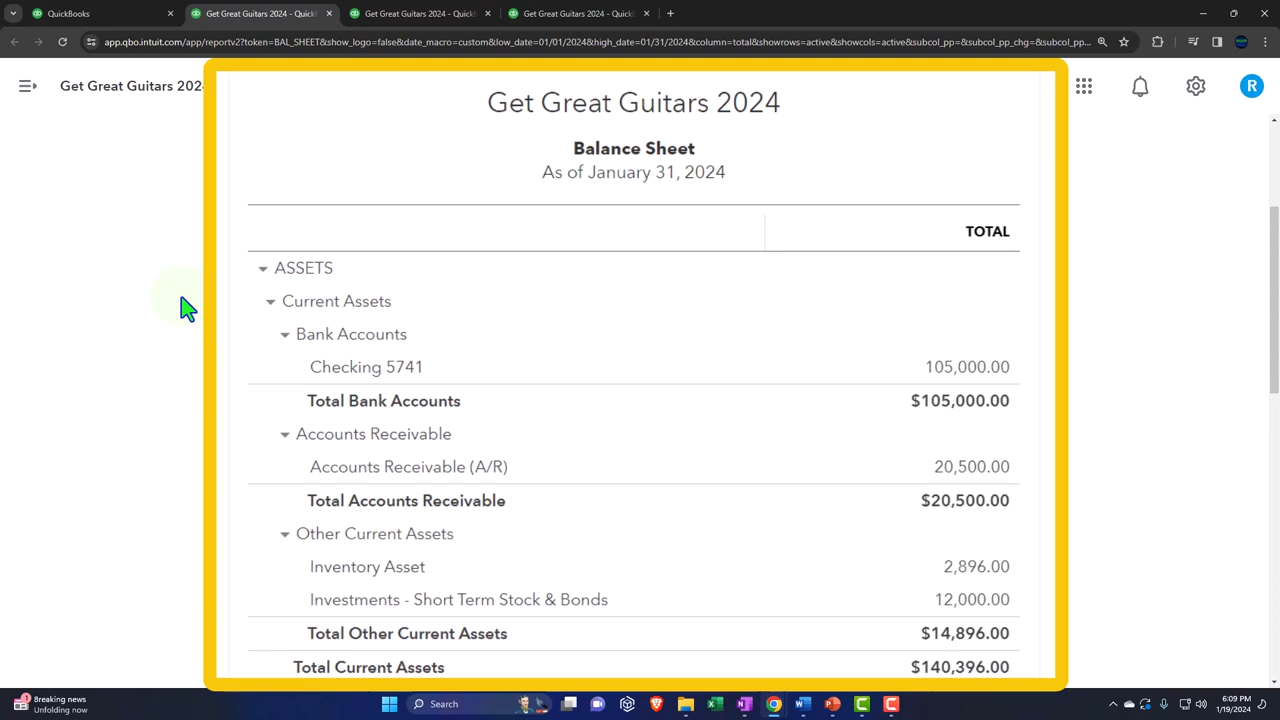 QuickBooks
Get Great Guitars 2024 - Quick
Get Great Guitars 2024 - Quick
Get Great Guitars 2024 - Quick
app.qbo.intuit.com/app/reportv2?token=BAL_SHEET&show_logo=false&date_macro=custom&low_date=01/01/2024&high_date=01/31/2024&column=total&showrows=active&showcols=active&subcol_pp=&subcol_pp_chg=&subcol_pp...
Get Great Guitars 202
R
Get Great Guitars 2024
Balance Sheet
As of January 31, 2024
TOTAL
ASSETS
Current Assets
Bank Accounts
Checking 5741 105,000.00
Total Bank Accounts $105,000.00
Accounts Receivable
Accounts Receivable (A/R) 20,500.00
Total Accounts Receivable $20,500.00
Other Current Assets
Inventory Asset 2,896.00
Investments - Short Term Stock & Bonds 12,000.00
Total Other Current Assets $14,896.00
Total Current Assets $140,396.00
Breaking news
Unfolding now
Search
6:09 PM
1/19/2024